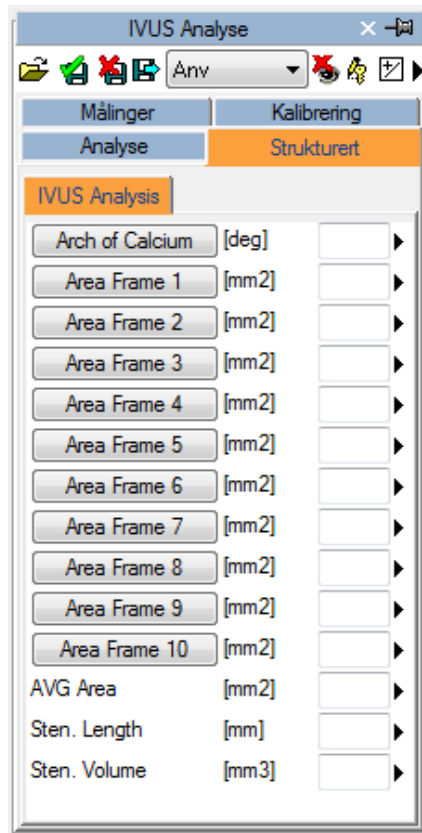 IVUS Analyse
Anv
Målinger Kalibrering
Analyse Strukturert
IVUS Analysis
Arch of Calcium [deg]
Area Frame 1 [mm2]
Area Frame 2 [mm2]
Area Frame 3 [mm2]
Area Frame 4 [mm2]
Area Frame 5 [mm2]
Area Frame 6 [mm2]
Area Frame 7 [mm2]
Area Frame 8 [mm2]
Area Frame 9 [mm2]
Area Frame 10 [mm2]
AVG Area [mm2]
Sten. Length [mm]
Sten. Volume [mm3]